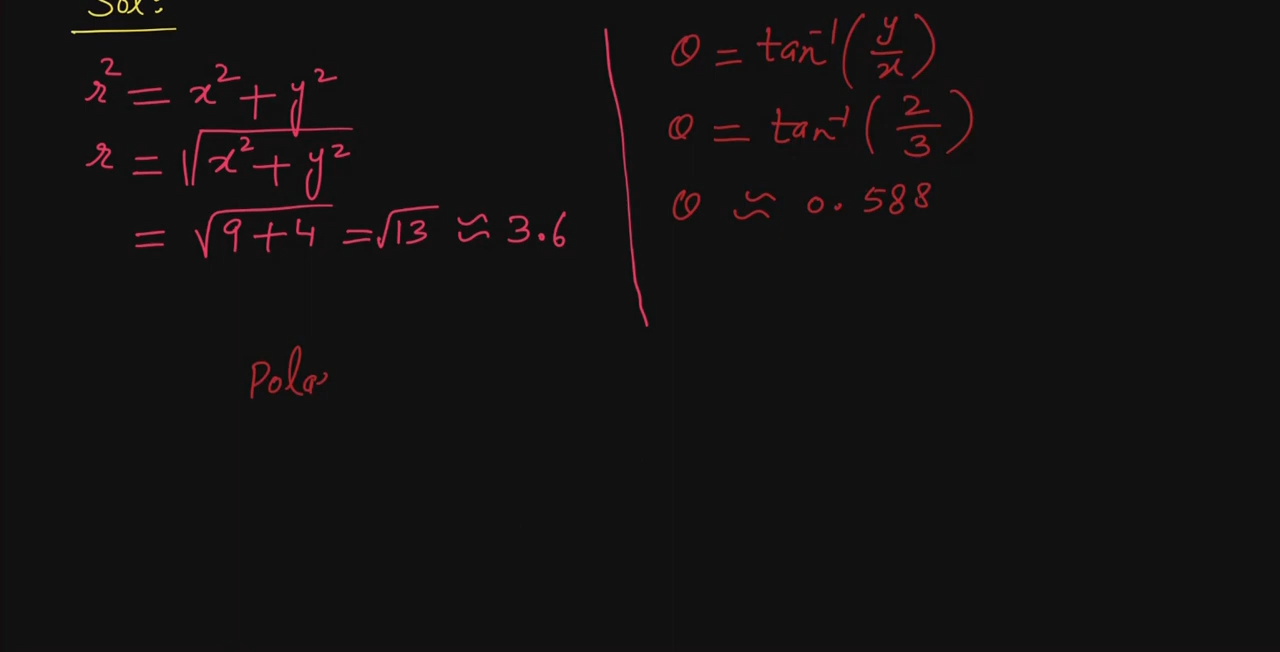 Sol:
r² = x² + y²
r = √x² + y²
= √9+4 = √13 ≈ 3.6
θ = tan⁻¹(y/x)
θ = tan⁻¹(2/3)
θ ≈ 0.588
Polar